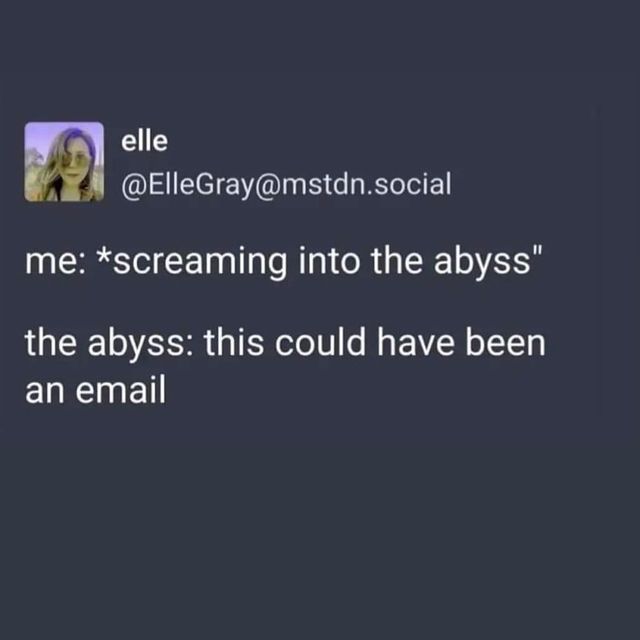 elle
@ElleGray@mstdn.social
me: *screaming into the abyss"
the abyss: this could have been
an email